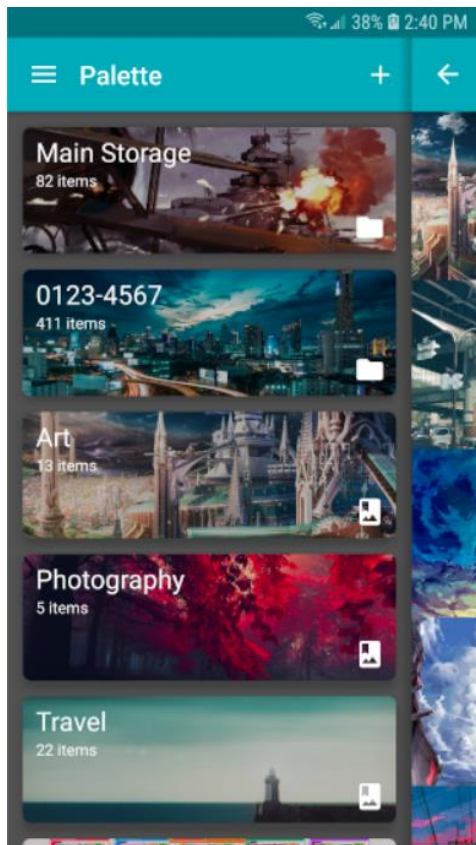 38% 2:40 PM
Palette
Main Storage
82 items
0123-4567
411 items
Art
13 items
Photography
5 items
Travel
22 items